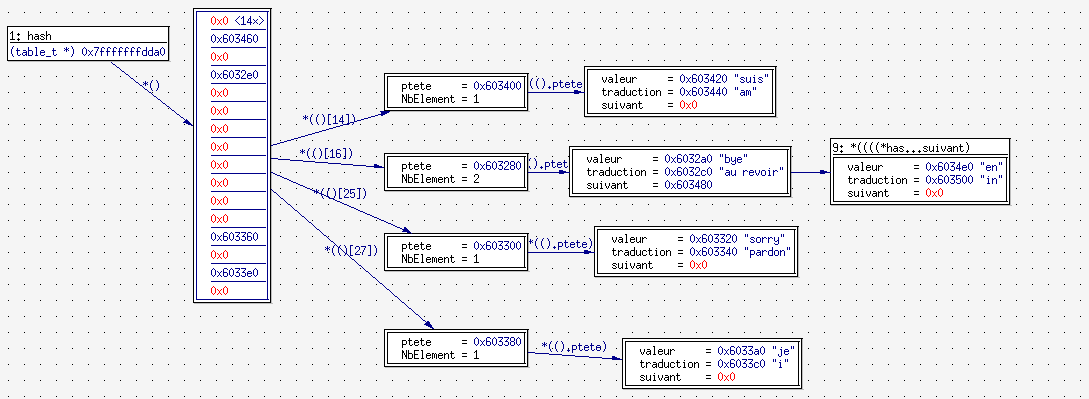 1: hash
(table_t *) 0x7fffffffdda0
*()
0x0 <14x>
0x603460
0x0
0x6032e0
0x0
0x0
0x0
0x0
0x0
0x0
0x0
0x0
0x603360
0x0
0x6033e0
0x0
*(()[14])
ptete = 0x603400
NbElement = 1
(().ptete
valeur = 0x603420 "suis"
traduction = 0x603440 "am"
suivant = 0x0
*(()[16])
ptete = 0x603280
NbElement = 2
().ptet
valeur = 0x6032a0 "bye"
traduction = 0x6032c0 "au revoir"
suivant = 0x603480
9: *((((*has...suivant)
valeur = 0x6034e0 "en"
traduction = 0x603500 "in"
suivant = 0x0
*(()[25])
ptete = 0x603300
NbElement = 1
*(().ptete)
valeur = 0x603320 "sorry"
traduction = 0x603340 "pardon"
suivant = 0x0
*(()[27])
ptete = 0x603380
NbElement = 1
*(().ptete)
valeur = 0x6033a0 "je"
traduction = 0x6033c0 "i"
suivant = 0x0